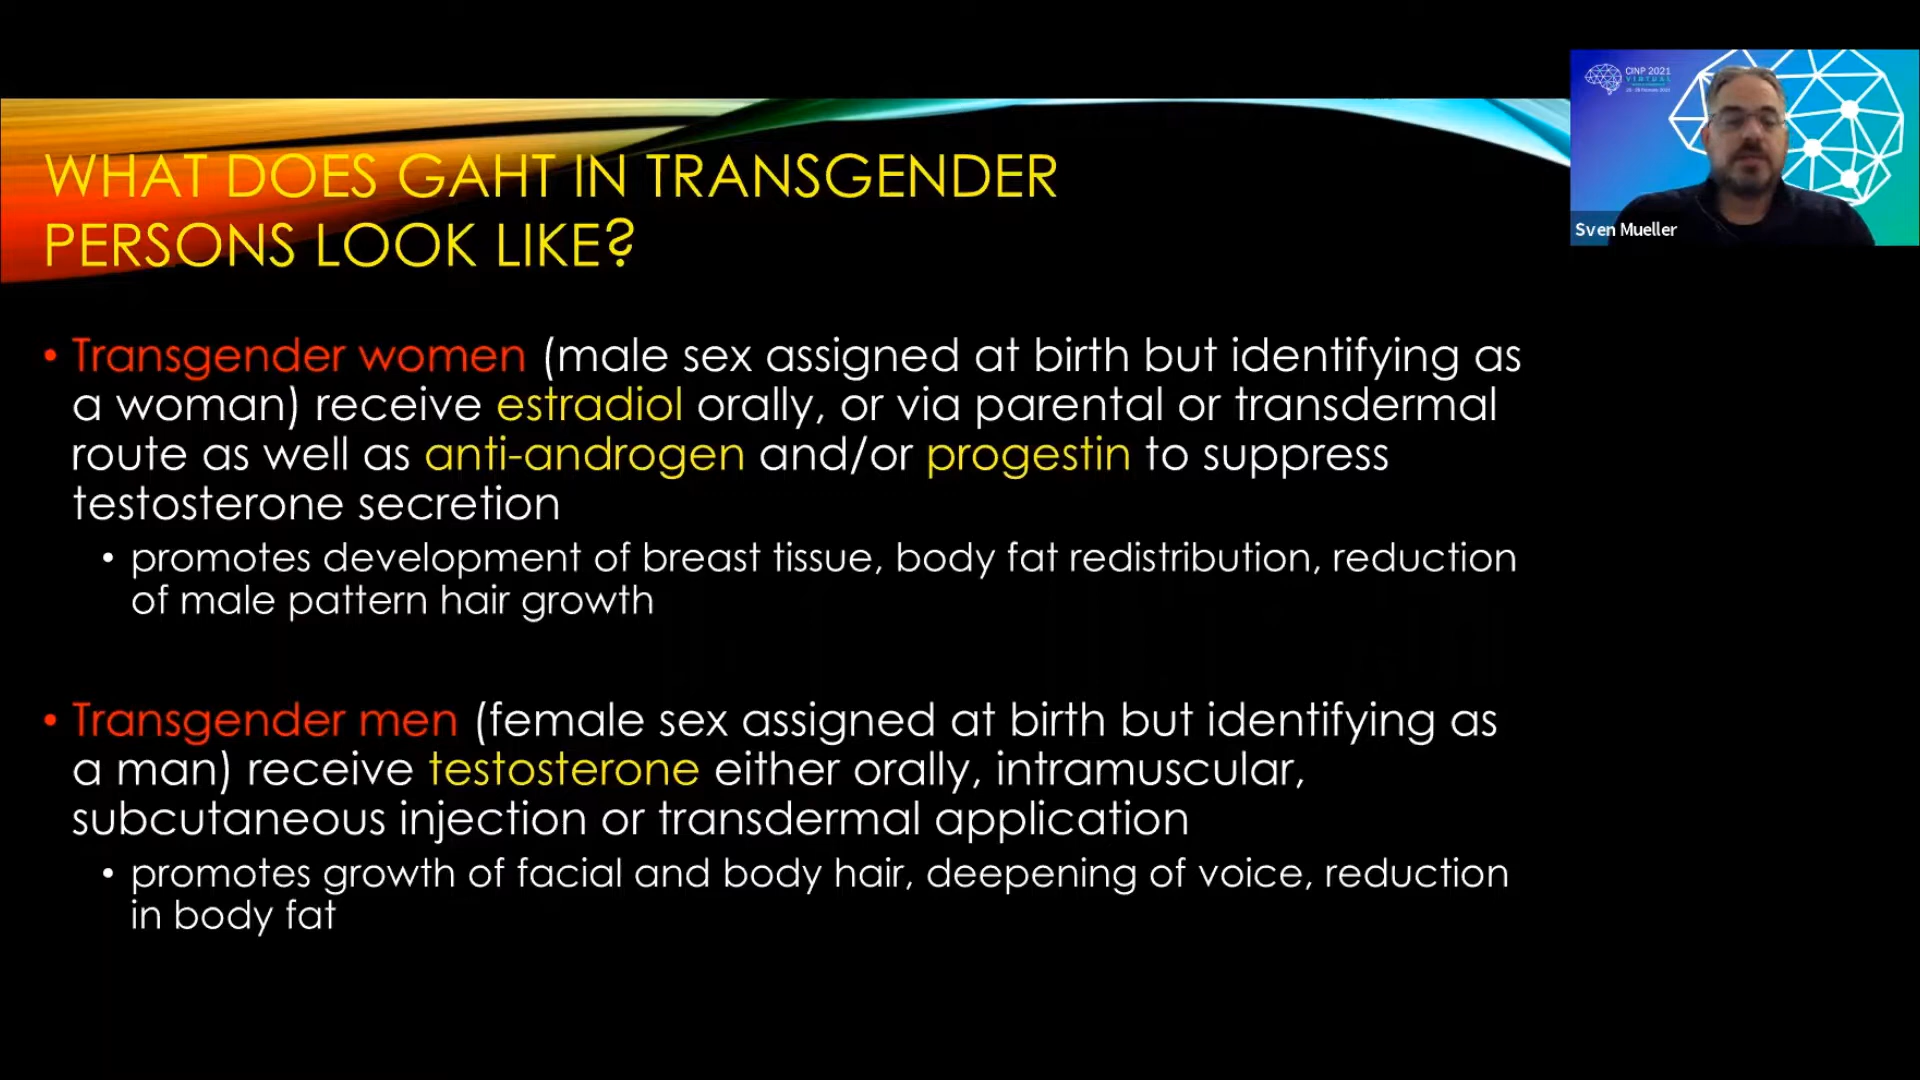 WHAT DOES GAHT IN TRANSGENDER
PERSONS LOOK LIKE?
CINP 2021
VIRTUAL
Sven Mueller
• Transgender women (male sex assigned at birth but identifying as
a woman) receive estradiol orally, or via parental or transdermal
route as well as anti-androgen and/or progestin to suppress
testosterone secretion
• promotes development of breast tissue, body fat redistribution, reduction
of male pattern hair growth
• Transgender men (female sex assigned at birth but identifying as
a man) receive testosterone either orally, intramuscular,
subcutaneous injection or transdermal application
• promotes growth of facial and body hair, deepening of voice, reduction
in body fat